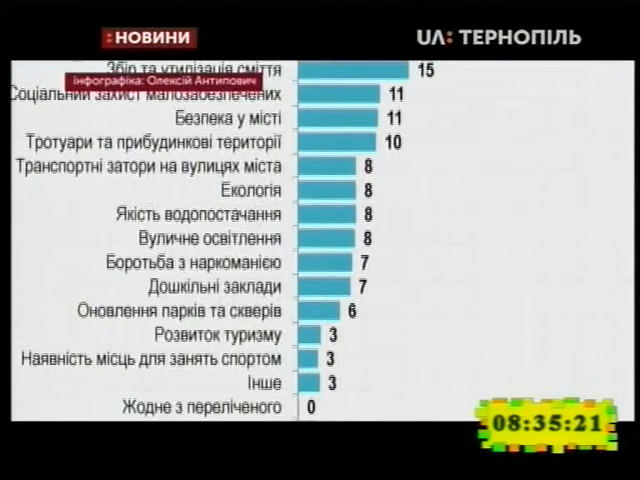 НОВИНИ
UA: ТЕРНОПІЛЬ
Збір та утилізація сміття 15
інфографіка: Олексій Антипович
Соціальний захист малозабезпечених 11
Безпека у місті 11
Тротуари та прибудинкові території 10
Транспортні затори на вулицях міста 8
Екологія 8
Якість водопостачання 8
Вуличне освітлення 8
Боротьба з наркоманією 7
Дошкільні заклади 7
Оновлення парків та скверів 6
Розвиток туризму 3
Наявність місць для занять спортом 3
Інше 3
Жодне з переліченого 0
08:35:21